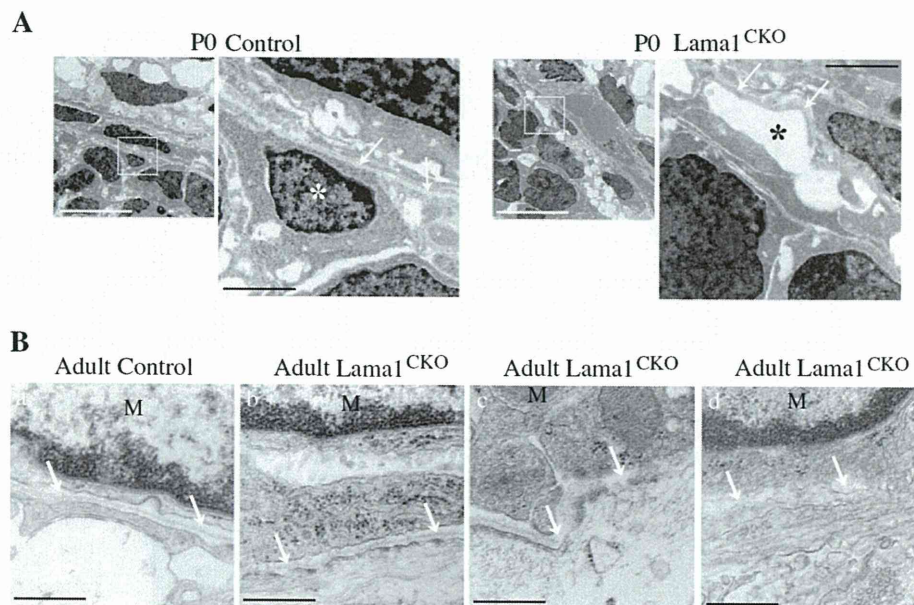 A
P0 Control
P0 Lama1CKO
*
*
B
Adult Control
Adult Lama1CKO
Adult Lama1CKO
Adult Lama1CKO
a
M
b
M
c
M
d
M